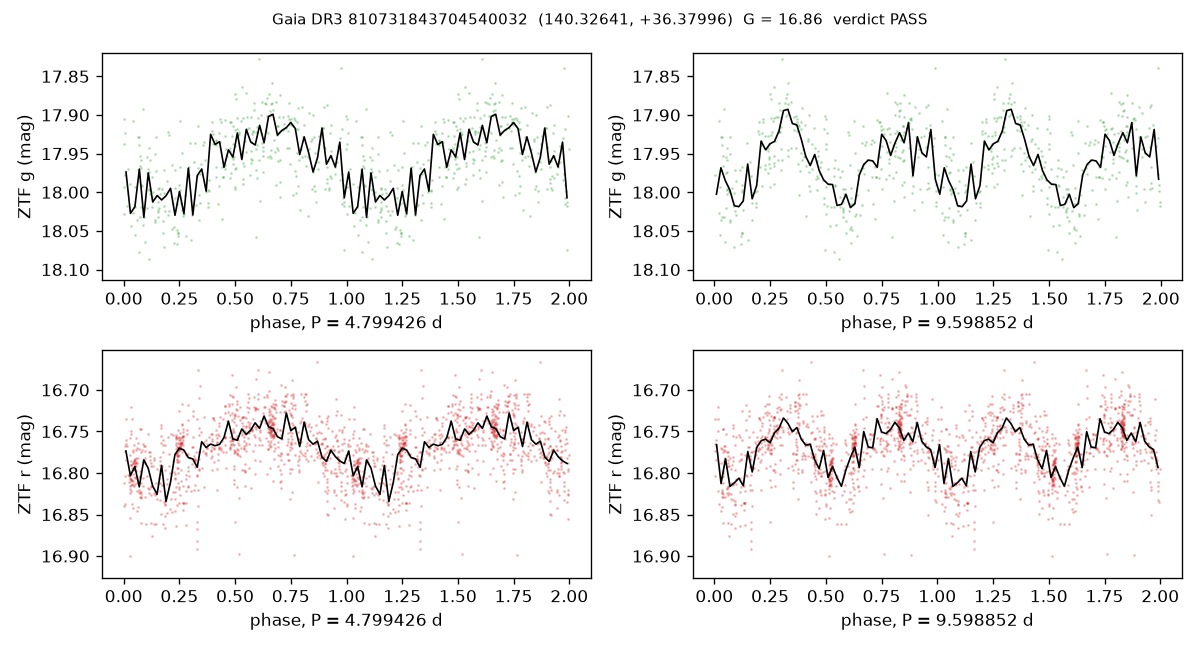 Gaia DR3 810731843704540032 (140.32641, +36.37996) G = 16.86 verdict PASS
ZTF g (mag)
17.85
17.90
17.95
18.00
18.05
18.10
0.00 0.25 0.50 0.75 1.00 1.25 1.50 1.75 2.00
phase, P = 4.799426 d
ZTF g (mag)
17.85
17.90
17.95
18.00
18.05
18.10
0.00 0.25 0.50 0.75 1.00 1.25 1.50 1.75 2.00
phase, P = 9.598852 d
ZTF r (mag)
16.70
16.75
16.80
16.85
16.90
0.00 0.25 0.50 0.75 1.00 1.25 1.50 1.75 2.00
phase, P = 4.799426 d
ZTF r (mag)
16.70
16.75
16.80
16.85
16.90
0.00 0.25 0.50 0.75 1.00 1.25 1.50 1.75 2.00
phase, P = 9.598852 d